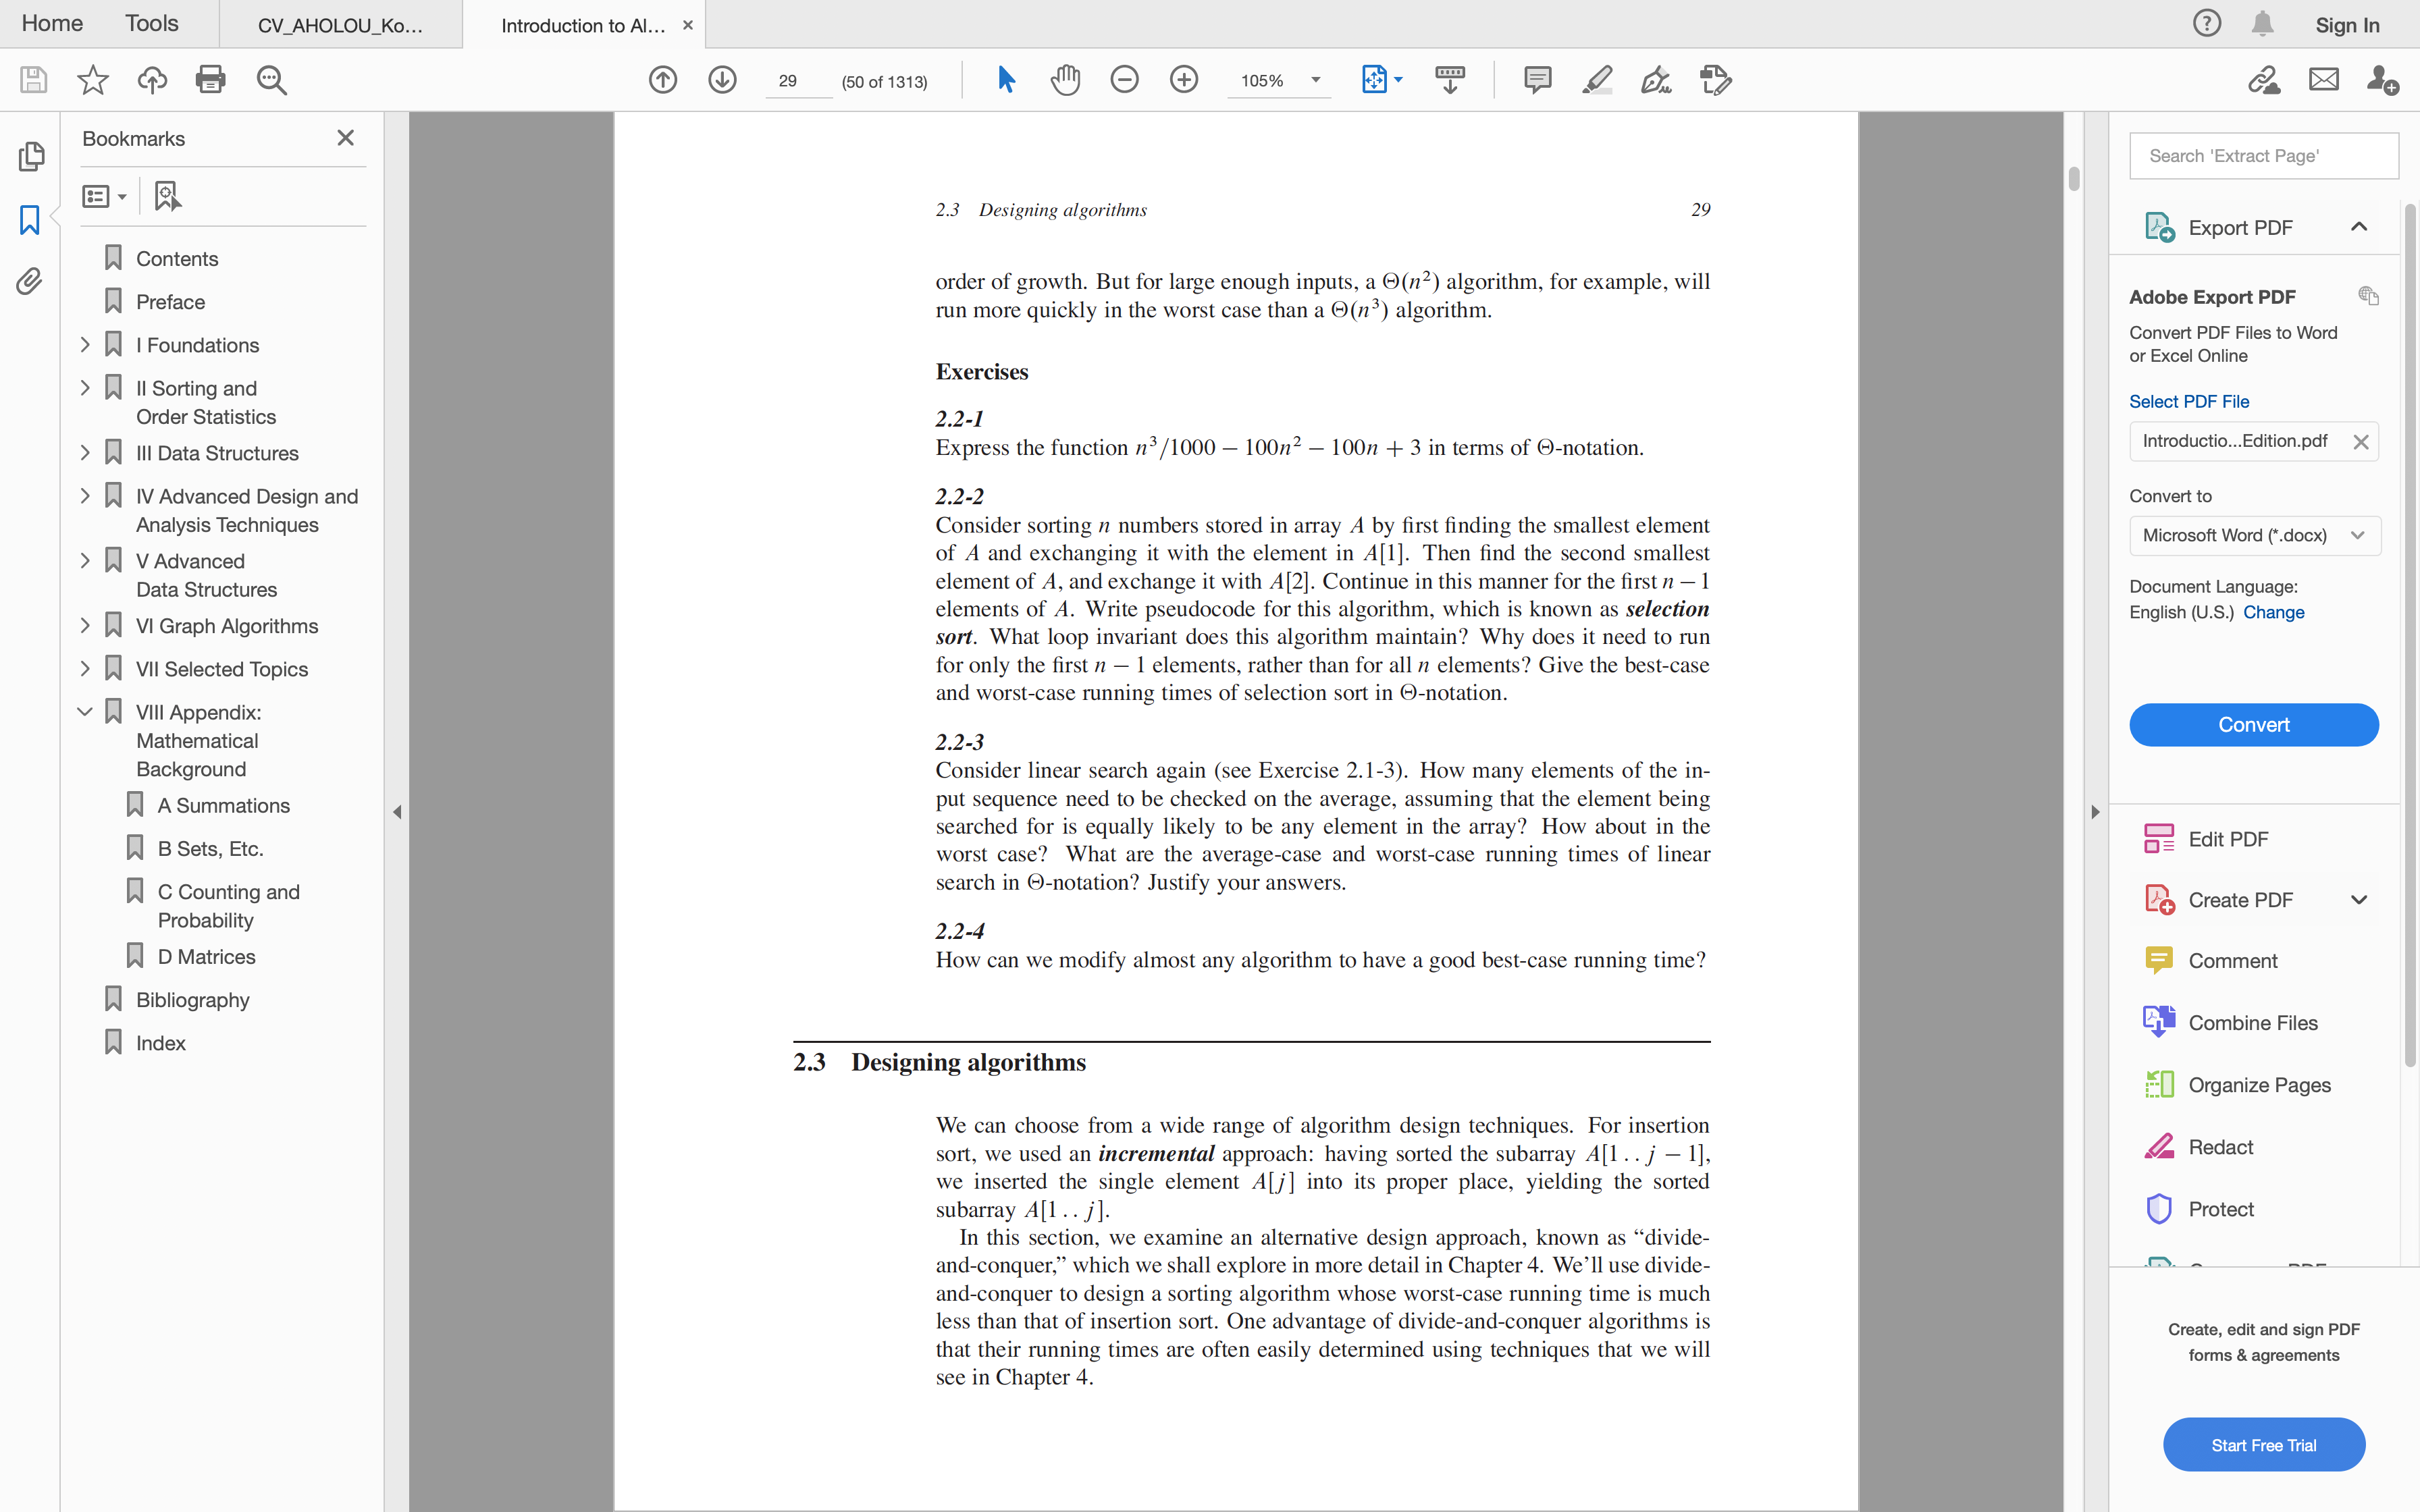 Home Tools CV_AHOLOU_Ko... Introduction to Al... × Sign In
29 (50 of 1313) 105%
Bookmarks
Contents
Preface
I Foundations
II Sorting and
Order Statistics
III Data Structures
IV Advanced Design and
Analysis Techniques
V Advanced
Data Structures
VI Graph Algorithms
VII Selected Topics
VIII Appendix:
Mathematical
Background
A Summations
B Sets, Etc.
C Counting and
Probability
D Matrices
Bibliography
Index
2.3 Designing algorithms 29
order of growth. But for large enough inputs, a Θ(n²) algorithm, for example, will
run more quickly in the worst case than a Θ(n³) algorithm.
Exercises
2.2-1
Express the function n³/1000 − 100n² − 100n + 3 in terms of Θ-notation.
2.2-2
Consider sorting n numbers stored in array A by first finding the smallest element
of A and exchanging it with the element in A[1]. Then find the second smallest
element of A, and exchange it with A[2]. Continue in this manner for the first n − 1
elements of A. Write pseudocode for this algorithm, which is known as selection
sort. What loop invariant does this algorithm maintain? Why does it need to run
for only the first n − 1 elements, rather than for all n elements? Give the best-case
and worst-case running times of selection sort in Θ-notation.
2.2-3
Consider linear search again (see Exercise 2.1-3). How many elements of the in-
put sequence need to be checked on the average, assuming that the element being
searched for is equally likely to be any element in the array? How about in the
worst case? What are the average-case and worst-case running times of linear
search in Θ-notation? Justify your answers.
2.2-4
How can we modify almost any algorithm to have a good best-case running time?
2.3 Designing algorithms
We can choose from a wide range of algorithm design techniques. For insertion
sort, we used an incremental approach: having sorted the subarray A[1 . . j − 1],
we inserted the single element A[j] into its proper place, yielding the sorted
subarray A[1 . . j].
In this section, we examine an alternative design approach, known as “divide-
and-conquer,” which we shall explore in more detail in Chapter 4. We’ll use divide-
and-conquer to design a sorting algorithm whose worst-case running time is much
less than that of insertion sort. One advantage of divide-and-conquer algorithms is
that their running times are often easily determined using techniques that we will
see in Chapter 4.
Search 'Extract Page'
Export PDF
Adobe Export PDF
Convert PDF Files to Word
or Excel Online
Select PDF File
Introductio...Edition.pdf
Convert to
Microsoft Word (*.docx)
Document Language:
English (U.S.) Change
Convert
Edit PDF
Create PDF
Comment
Combine Files
Organize Pages
Redact
Protect
Create, edit and sign PDF
forms & agreements
Start Free Trial